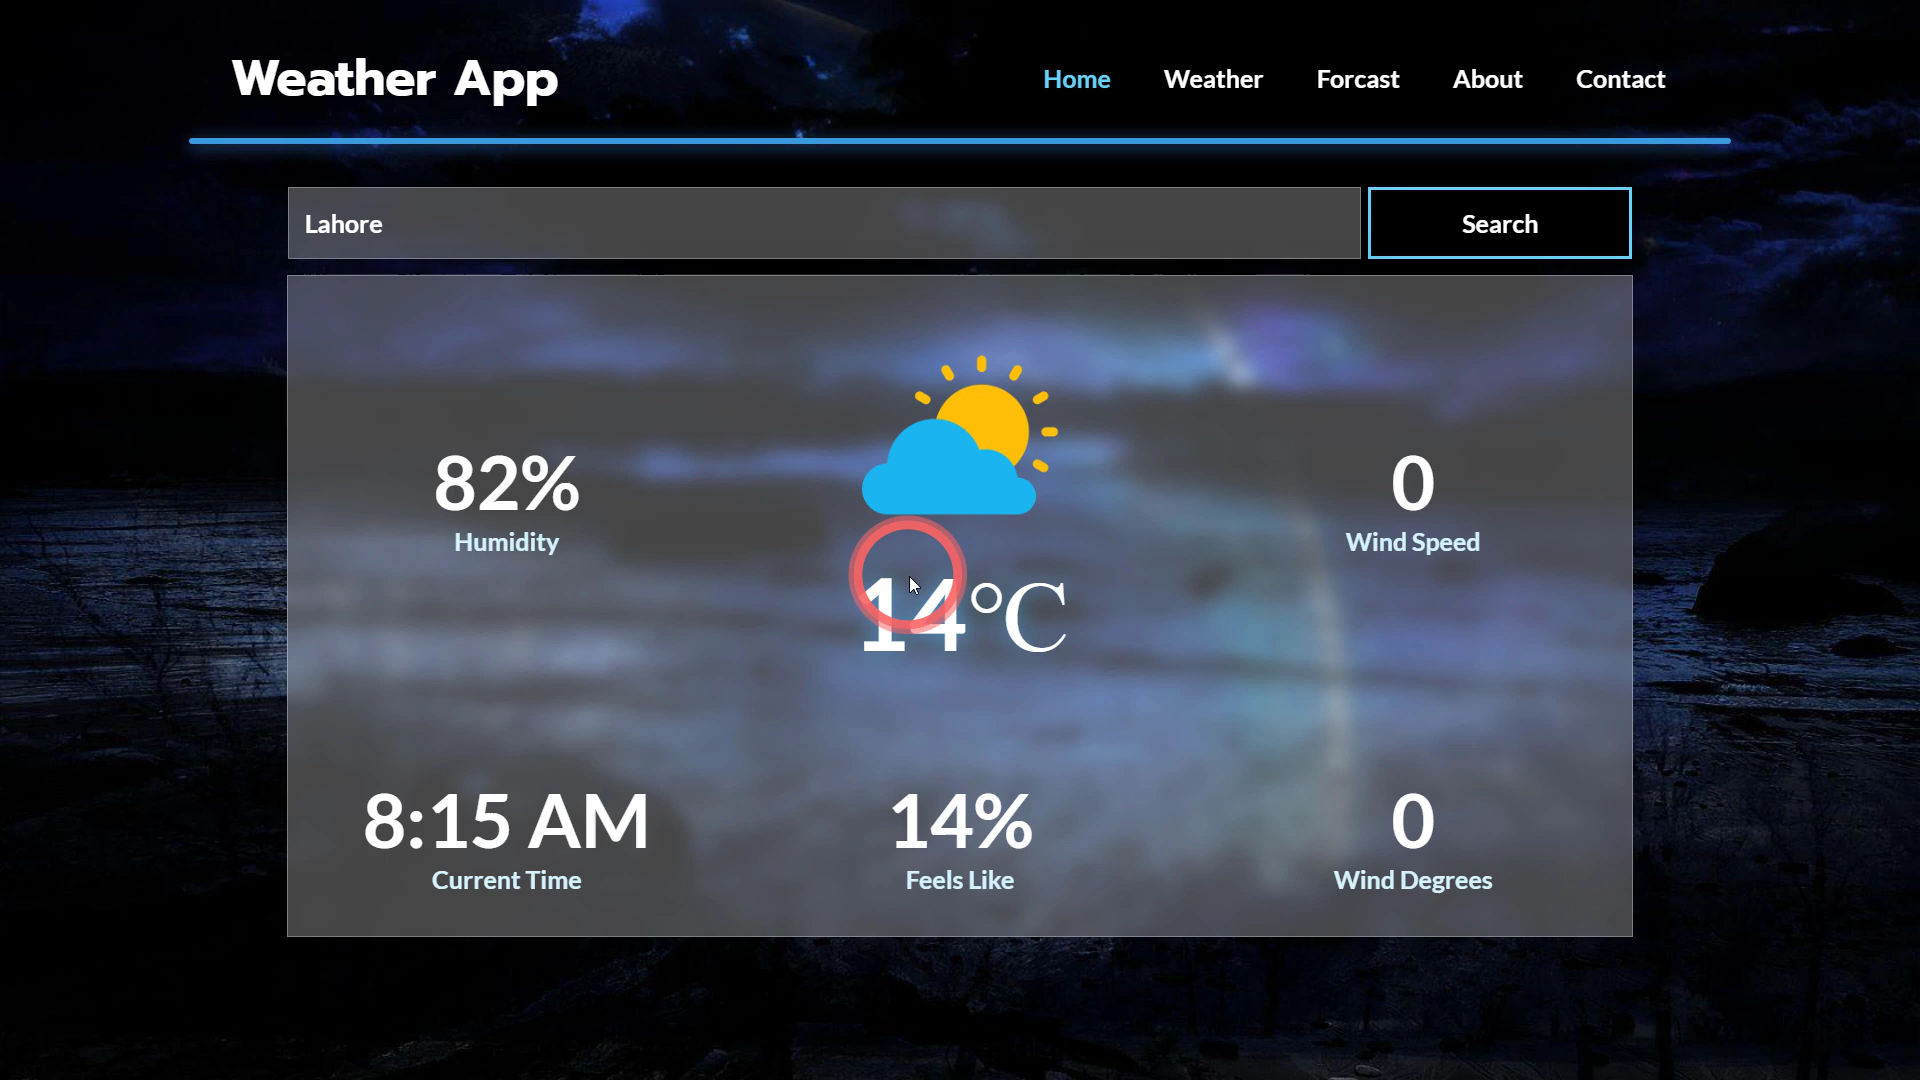 Weather App
Home Weather Forcast About Contact
Lahore
Search
82%
Humidity
14°C
0
Wind Speed
8:15 AM
Current Time
14%
Feels Like
0
Wind Degrees